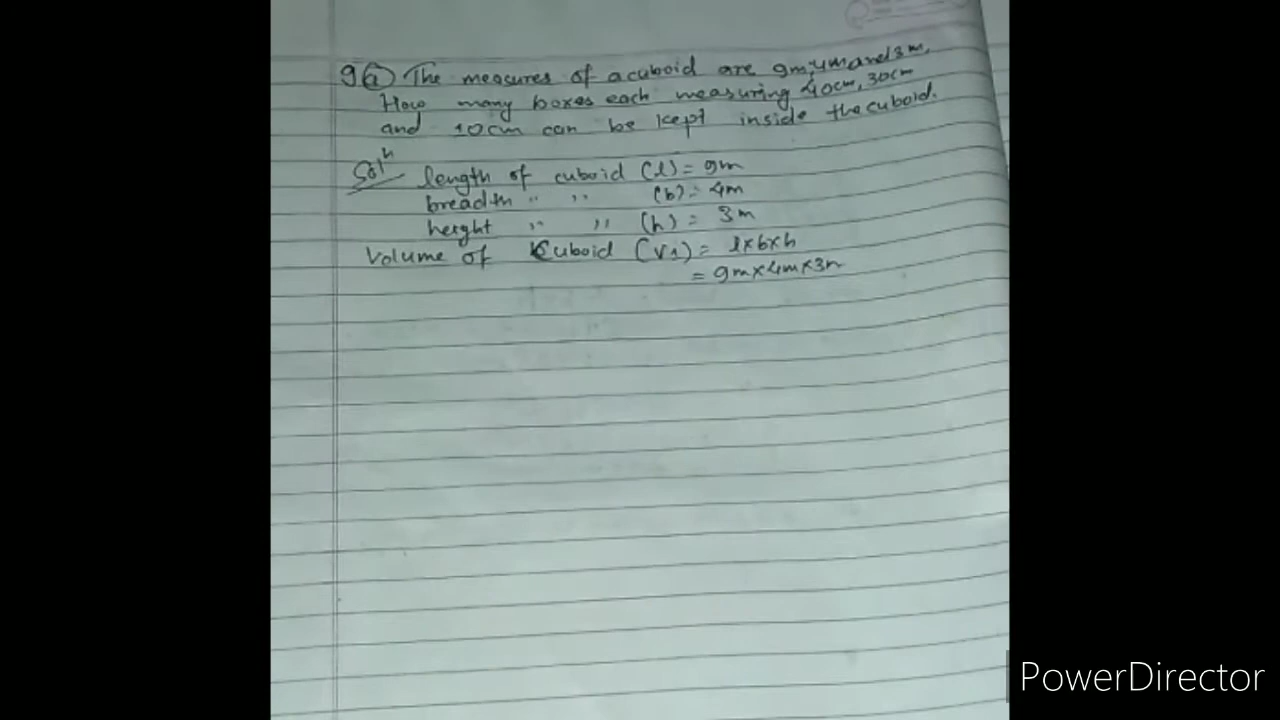 9(a) The measures of a cuboid are 9m, 4m and 3m.
How many boxes each measuring 40cm, 30cm
and 10cm can be kept inside the cuboid.
Solⁿ length of cuboid (l) = 9m
breadth " " (b) = 4m
height " " (h) = 3m
Volume of Cuboid (V1) = l×b×h
= 9m×4m×3m
PowerDirector